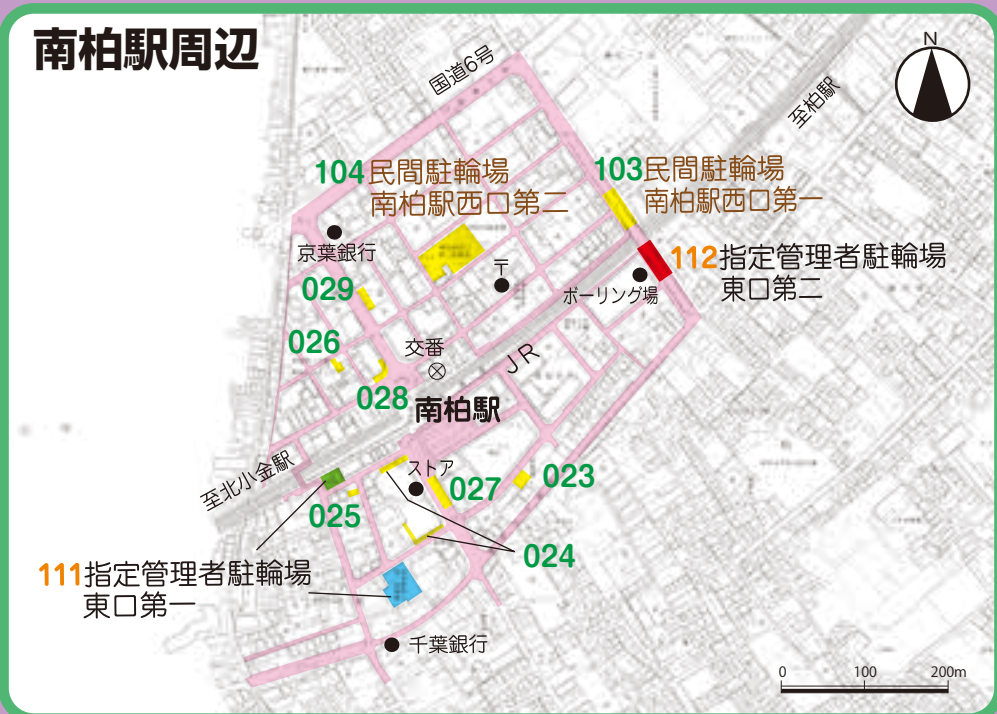 南柏駅周辺
国道6号
N
至柏駅
104民間駐輪場
南柏駅西口第二
103民間駐輪場
南柏駅西口第一
京葉銀行
〒
112指定管理者駐輪場
東口第二
029
ボーリング場
026
交番
JR
028
南柏駅
至北小金駅
ストア
027
023
025
024
111指定管理者駐輪場
東口第一
千葉銀行
0 100 200m